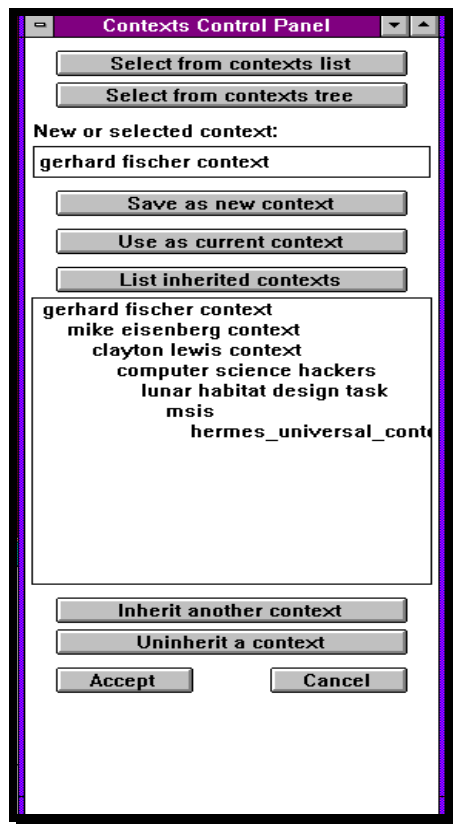 Contexts Control Panel
Select from contexts list
Select from contexts tree
New or selected context:
gerhard fischer context
Save as new context
Use as current context
List inherited contexts
gerhard fischer context
mike eisenberg context
clayton lewis context
computer science hackers
lunar habitat design task
msis
hermes_universal_conte
Inherit another context
Uninherit a context
Accept Cancel